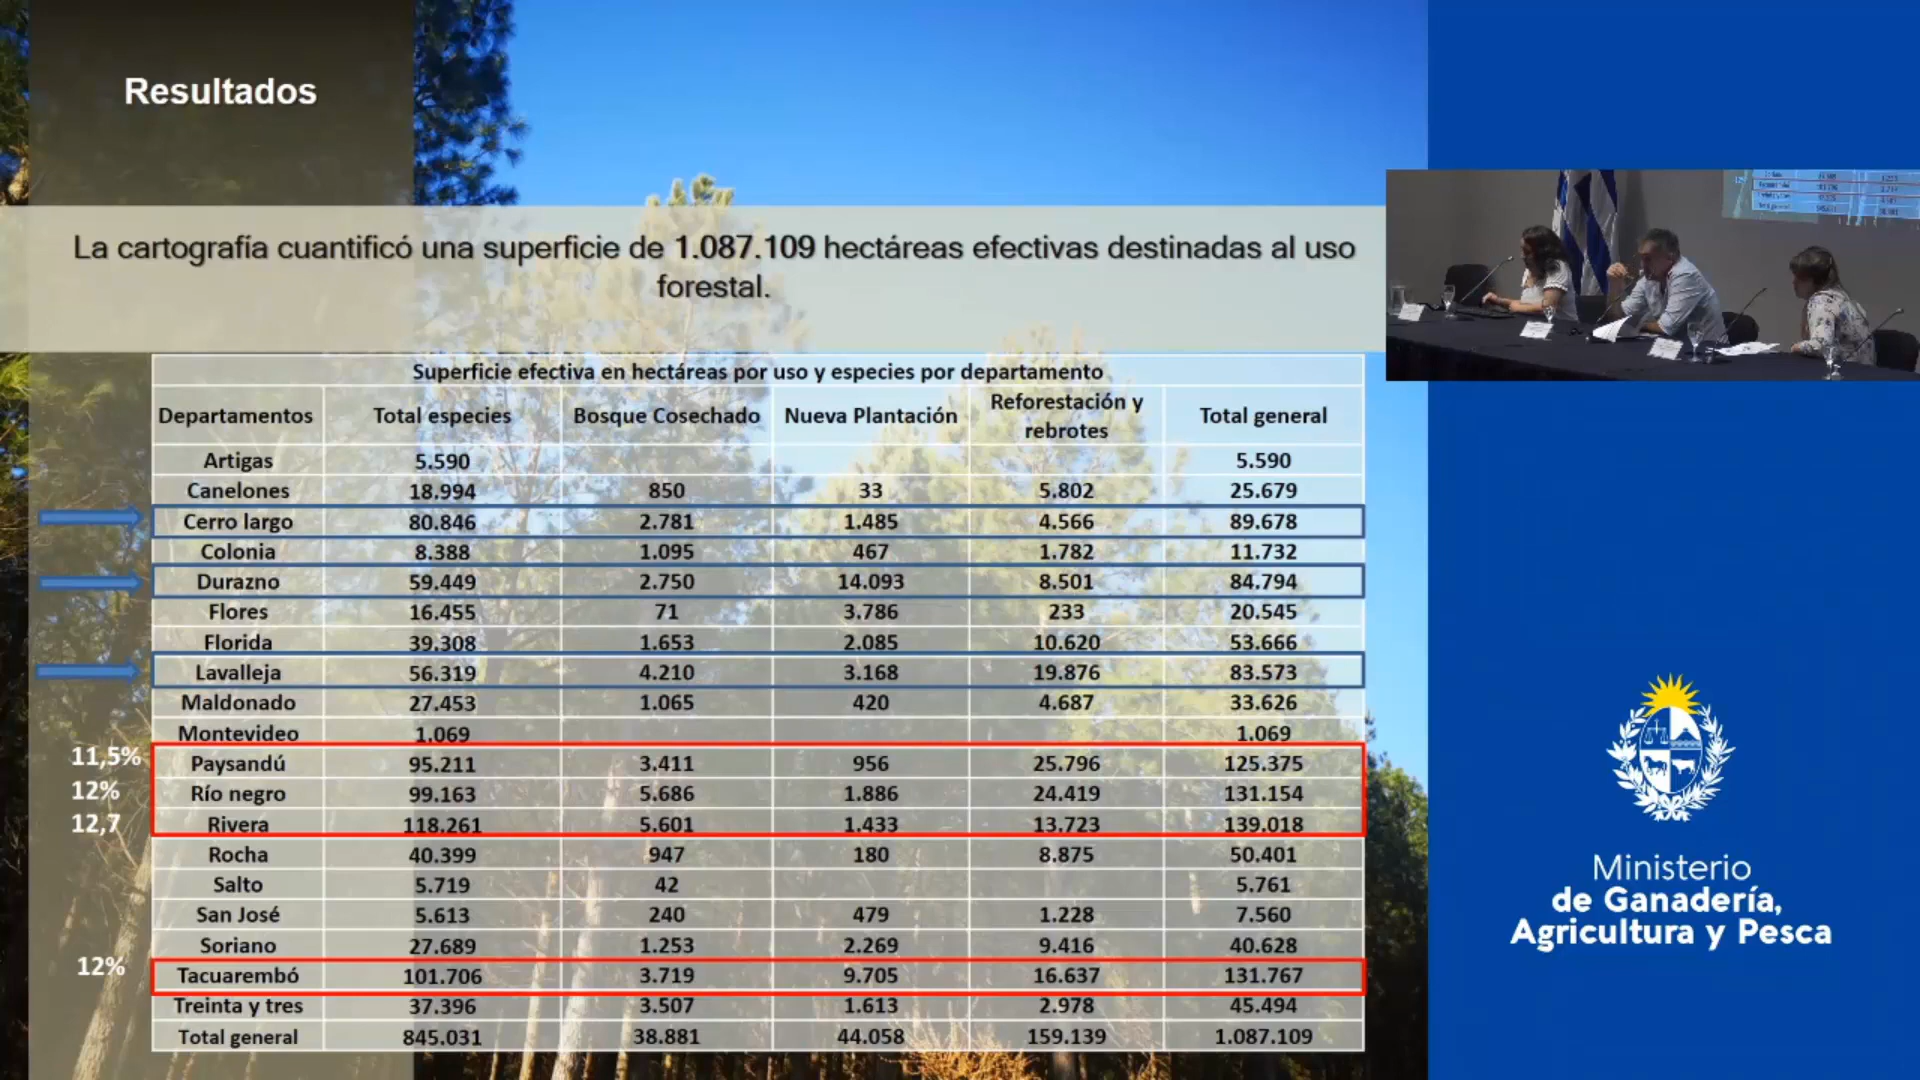 Resultados
La cartografía cuantificó una superficie de 1.087.109 hectáreas efectivas destinadas al uso
forestal.
Superficie efectiva en hectáreas por uso y especies por departamento
Departamentos Total especies Bosque Cosechado Nueva Plantación Reforestación y rebrotes Total general
Artigas 5.590 5.590
Canelones 18.994 850 33 5.802 25.679
Cerro largo 80.846 2.781 1.485 4.566 89.678
Colonia 8.388 1.095 467 1.782 11.732
Durazno 59.449 2.750 14.093 8.501 84.794
Flores 16.455 71 3.786 233 20.545
Florida 39.308 1.653 2.085 10.620 53.666
Lavalleja 56.319 4.210 3.168 19.876 83.573
Maldonado 27.453 1.065 420 4.687 33.626
Montevideo 1.069 1.069
11,5% Paysandú 95.211 3.411 956 25.796 125.375
12% Río negro 99.163 5.686 1.886 24.419 131.154
12,7 Rivera 118.261 5.601 1.433 13.723 139.018
Rocha 40.399 947 180 8.875 50.401
Salto 5.719 42 5.761
San José 5.613 240 479 1.228 7.560
Soriano 27.689 1.253 2.269 9.416 40.628
12% Tacuarembó 101.706 3.719 9.705 16.637 131.767
Treinta y tres 37.396 3.507 1.613 2.978 45.494
Total general 845.031 38.881 44.058 159.139 1.087.109
Ministerio
de Ganadería,
Agricultura y Pesca